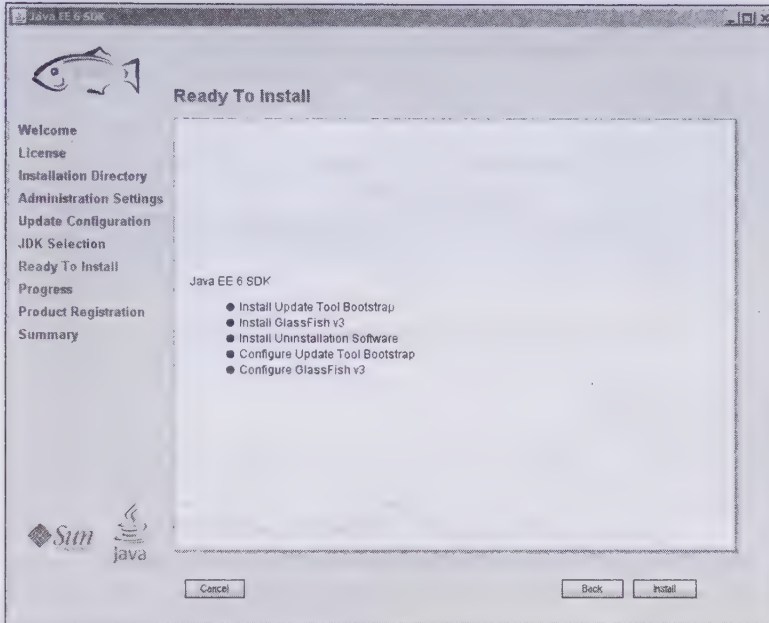 Java EE 6 SDK
Ready To Install
Welcome
License
Installation Directory
Administration Settings
Update Configuration
JDK Selection
Ready To Install
Progress
Product Registration
Summary
Java EE 6 SDK
Install Update Tool Bootstrap
Install GlassFish v3
Install Uninstallation Software
Configure Update Tool Bootstrap
Configure GlassFish v3
Sun
java
Cancel
Back
Install